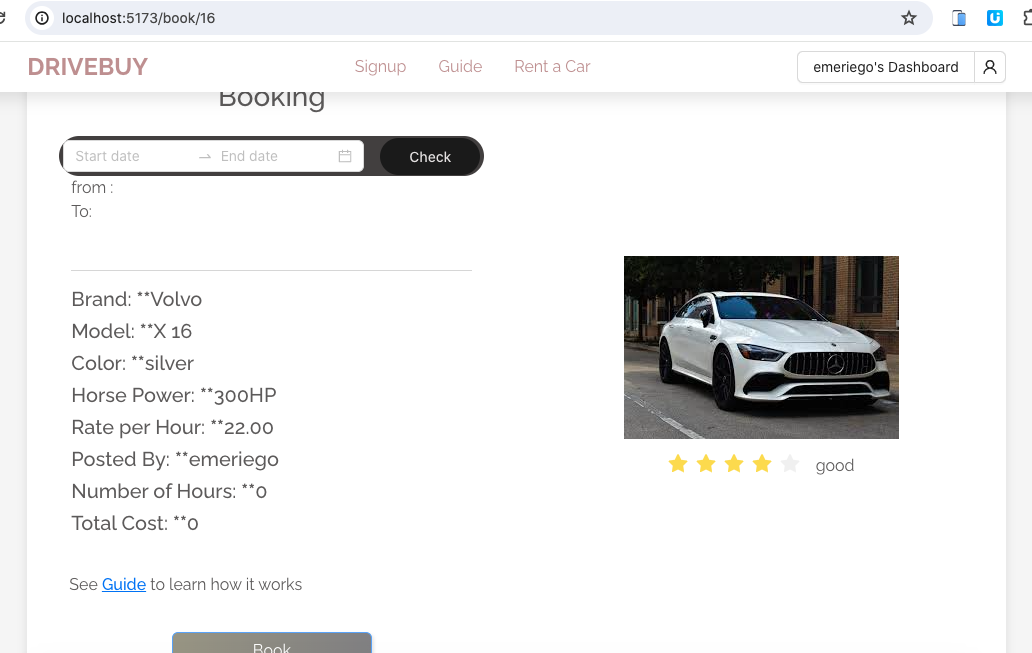 localhost:5173/book/16
DRIVEBUY
Signup
Guide
Rent a Car
emeriego's Dashboard
Booking
Start date
End date
Check
from :
To:
Brand: **Volvo
Model: **X 16
Color: **silver
Horse Power: **300HP
Rate per Hour: **22.00
Posted By: **emeriego
Number of Hours: **0
Total Cost: **0
good
See Guide to learn how it works
Book